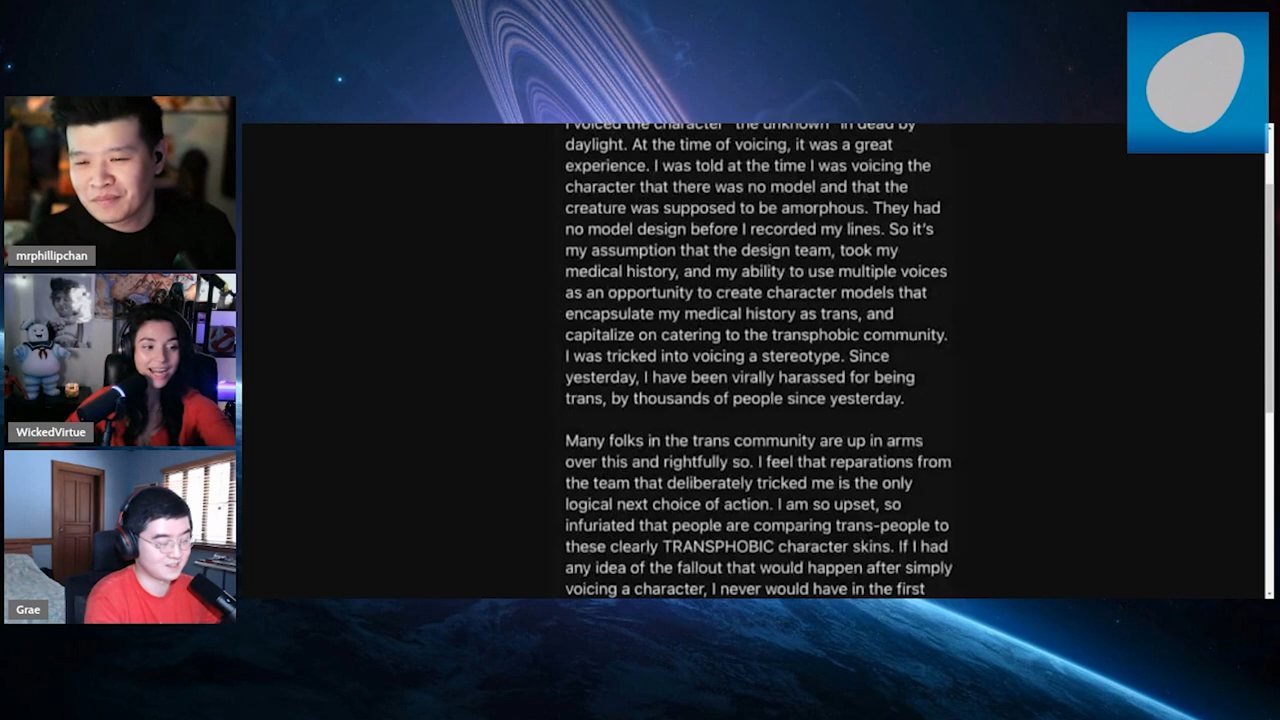 mrphillipchan
WickedVirtue
Grae
I voiced the character "the unknown" in dead by
daylight. At the time of voicing, it was a great
experience. I was told at the time I was voicing the
character that there was no model and that the
creature was supposed to be amorphous. They had
no model design before I recorded my lines. So it's
my assumption that the design team, took my
medical history, and my ability to use multiple voices
as an opportunity to create character models that
encapsulate my medical history as trans, and
capitalize on catering to the transphobic community.
I was tricked into voicing a stereotype. Since
yesterday, I have been virally harassed for being
trans, by thousands of people since yesterday.
Many folks in the trans community are up in arms
over this and rightfully so. I feel that reparations from
the team that deliberately tricked me is the only
logical next choice of action. I am so upset, so
infuriated that people are comparing trans-people to
these clearly TRANSPHOBIC character skins. If I had
any idea of the fallout that would happen after simply
voicing a character, I never would have in the first